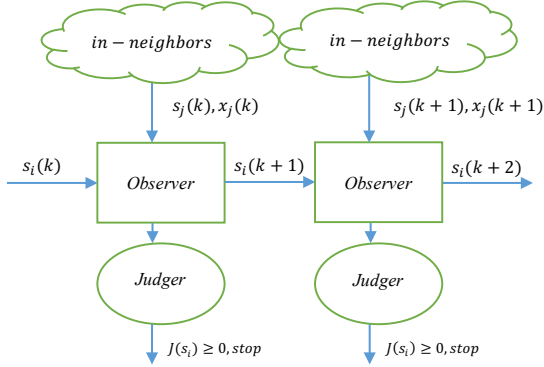 in − neighbors
in − neighbors
s_j(k), x_j(k)
s_j(k + 1), x_j(k + 1)
s_i(k)
Observer
s_i(k + 1)
Observer
s_i(k + 2)
Judger
Judger
J(s_i) ≥ 0, stop
J(s_i) ≥ 0, stop